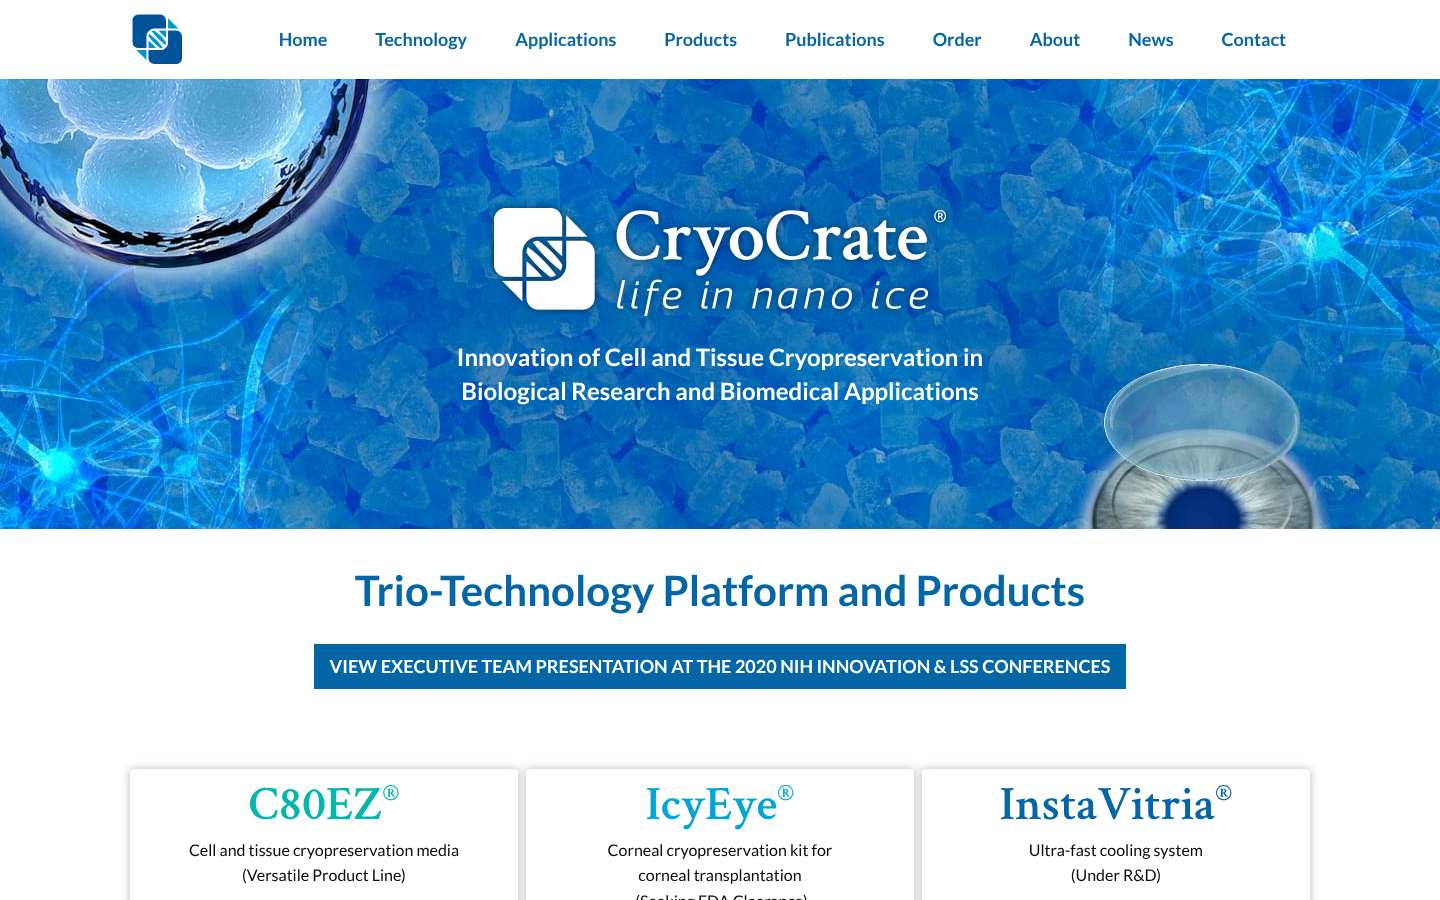 Home
Technology
Applications
Products
Publications
Order
About
News
Contact
CryoCrate®
life in nano ice
Innovation of Cell and Tissue Cryopreservation in
Biological Research and Biomedical Applications
Trio-Technology Platform and Products
VIEW EXECUTIVE TEAM PRESENTATION AT THE 2020 NIH INNOVATION & LSS CONFERENCES
C80EZ®
Cell and tissue cryopreservation media
(Versatile Product Line)
IcyEye®
Corneal cryopreservation kit for
corneal transplantation
(Seeking FDA Clearance)
InstaVitria®
Ultra-fast cooling system
(Under R&D)